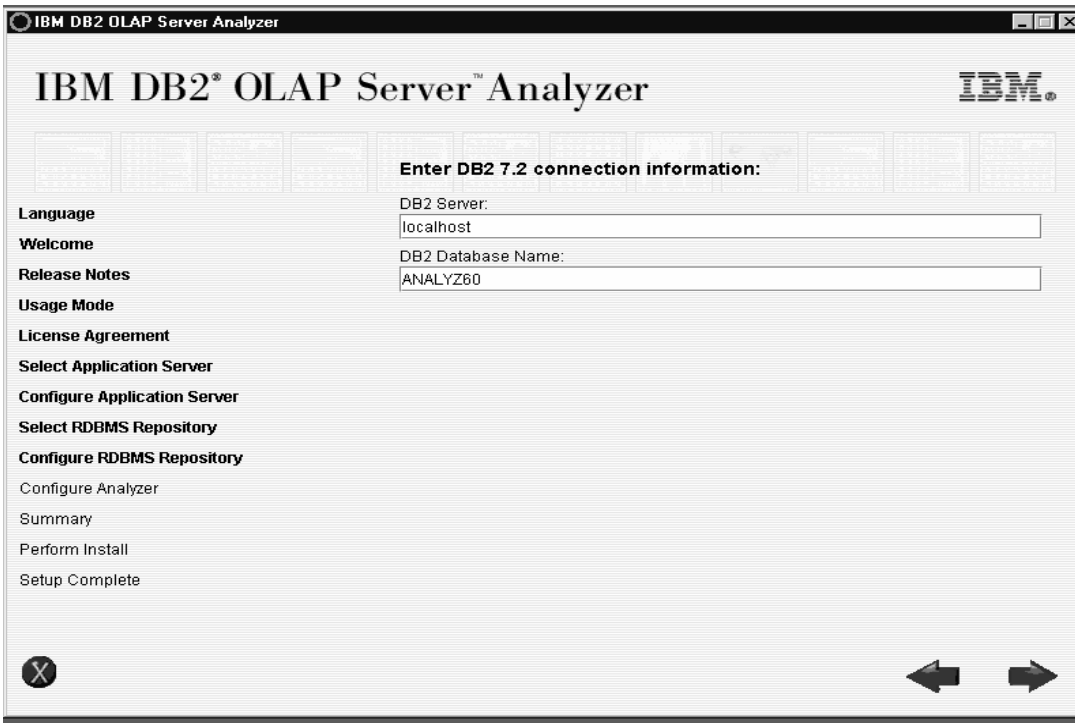 IBM DB2 OLAP Server Analyzer
IBM DB2® OLAP Server™ Analyzer
IBM®
Enter DB2 7.2 connection information:
DB2 Server:
localhost
DB2 Database Name:
ANALYZ60
Language
Welcome
Release Notes
Usage Mode
License Agreement
Select Application Server
Configure Application Server
Select RDBMS Repository
Configure RDBMS Repository
Configure Analyzer
Summary
Perform Install
Setup Complete
X